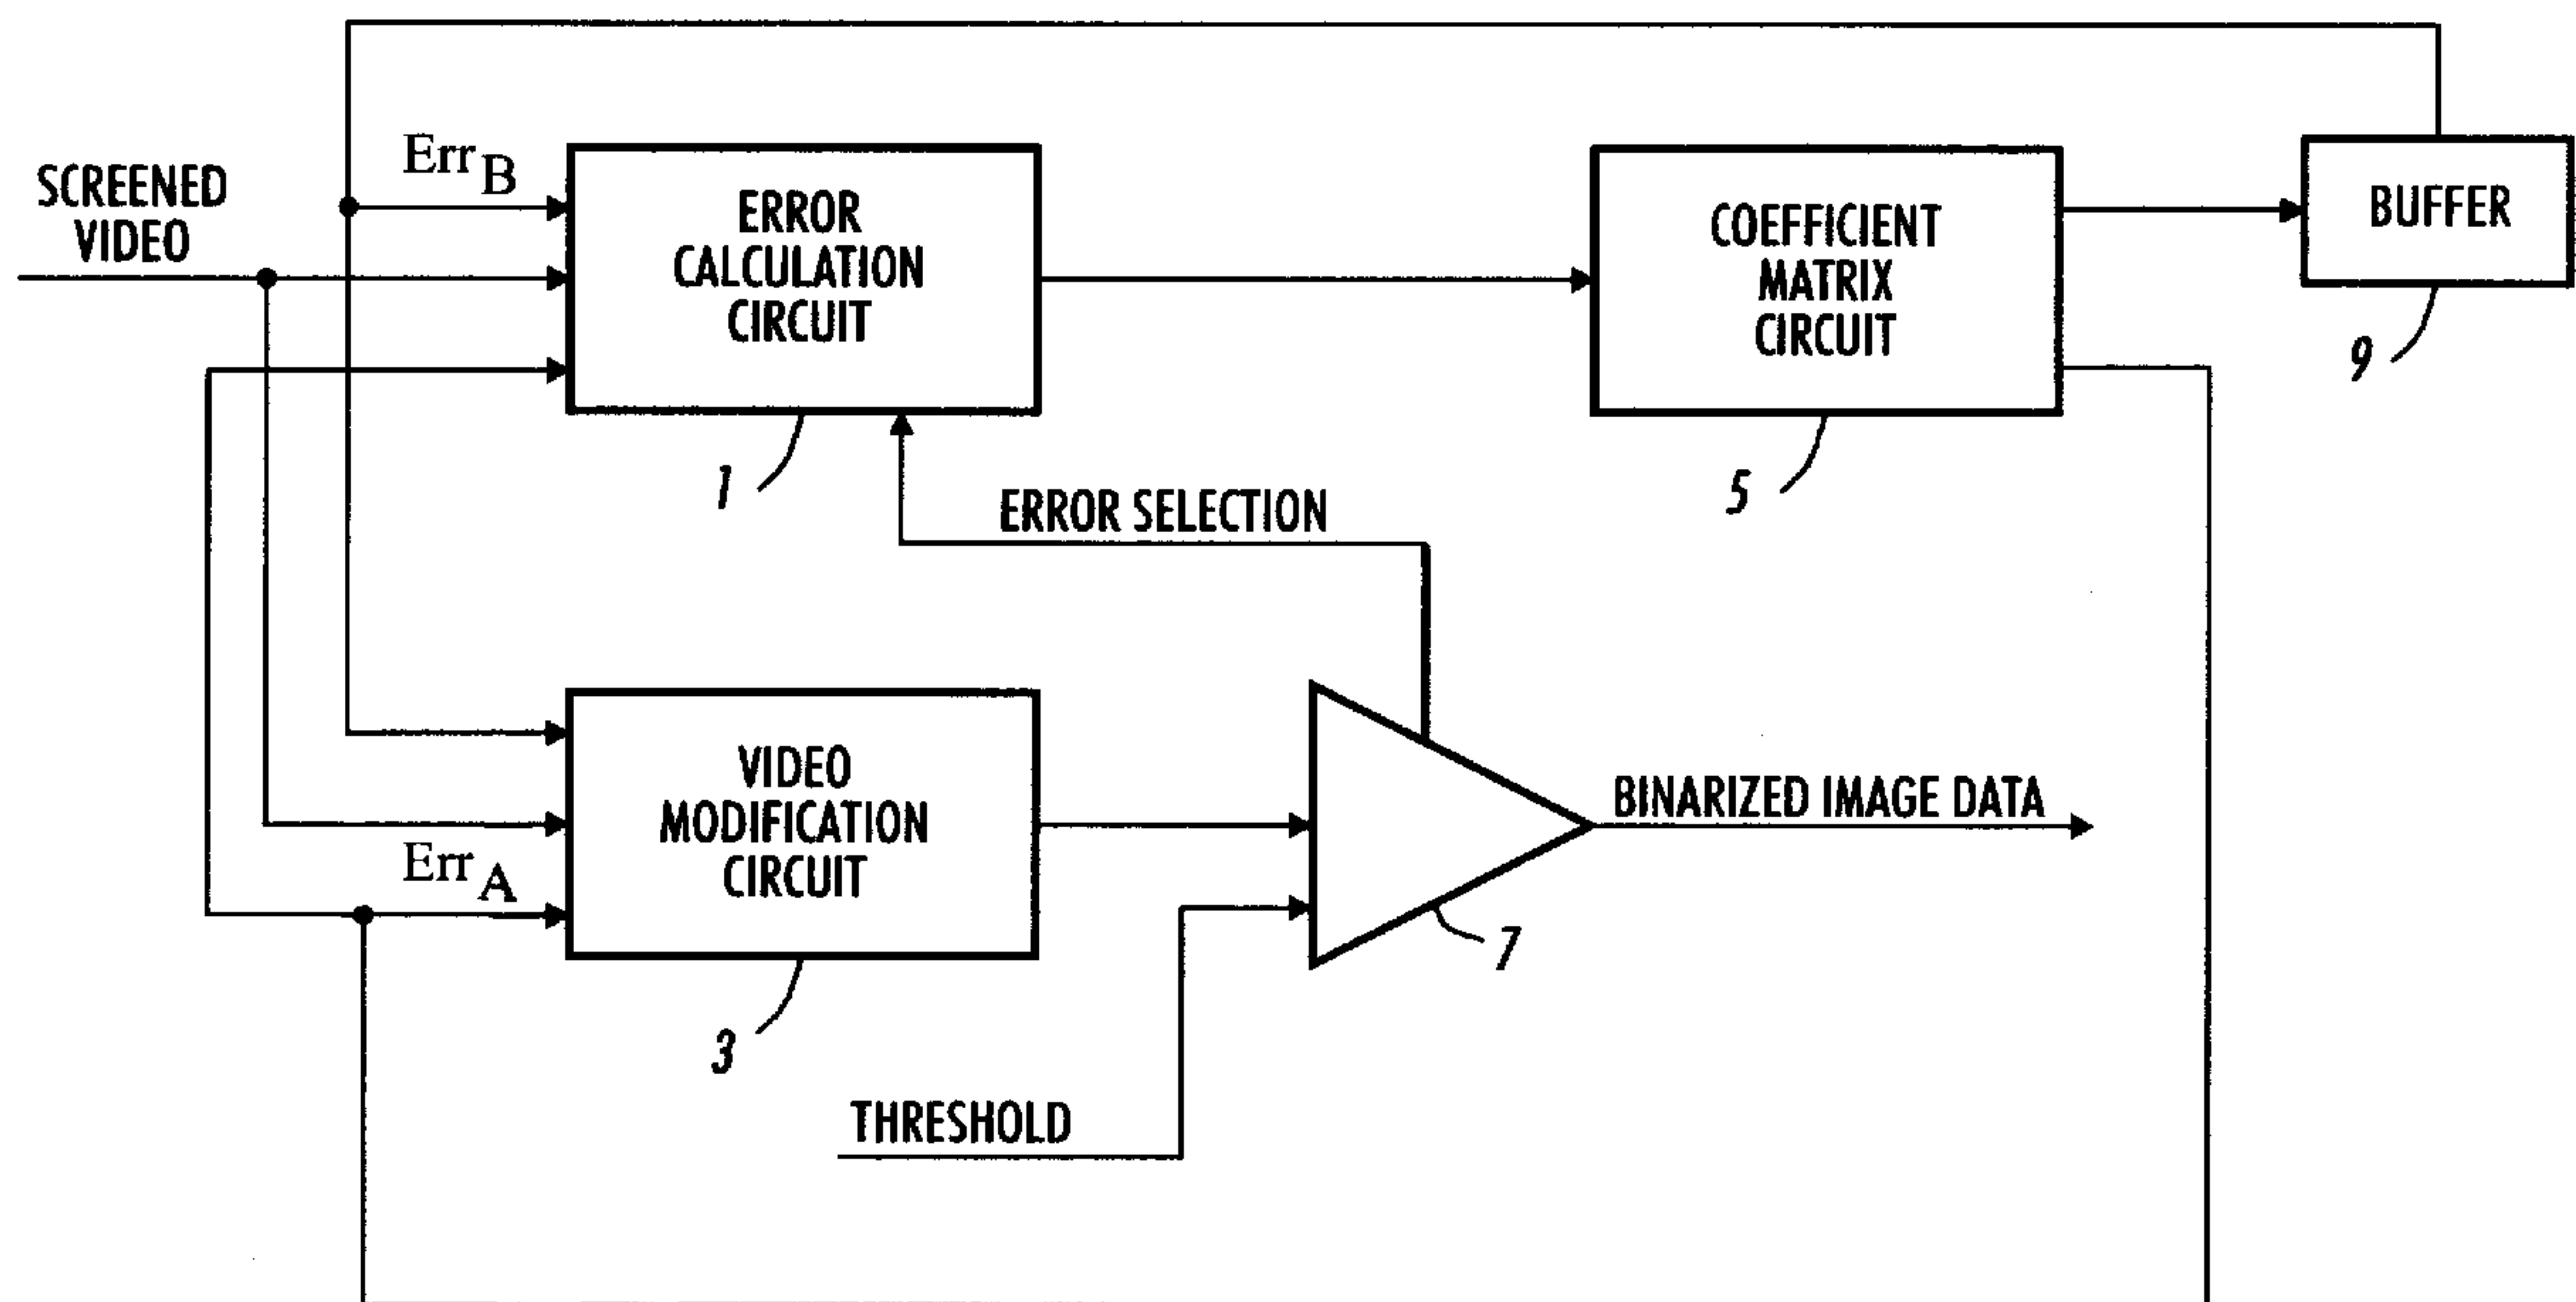 SCREENED
VIDEO
Err B
ERROR
CALCULATION
CIRCUIT
1
COEFFICIENT
MATRIX
CIRCUIT
5
BUFFER
9
ERROR SELECTION
VIDEO
MODIFICATION
CIRCUIT
3
Err A
7
BINARIZED IMAGE DATA
THRESHOLD